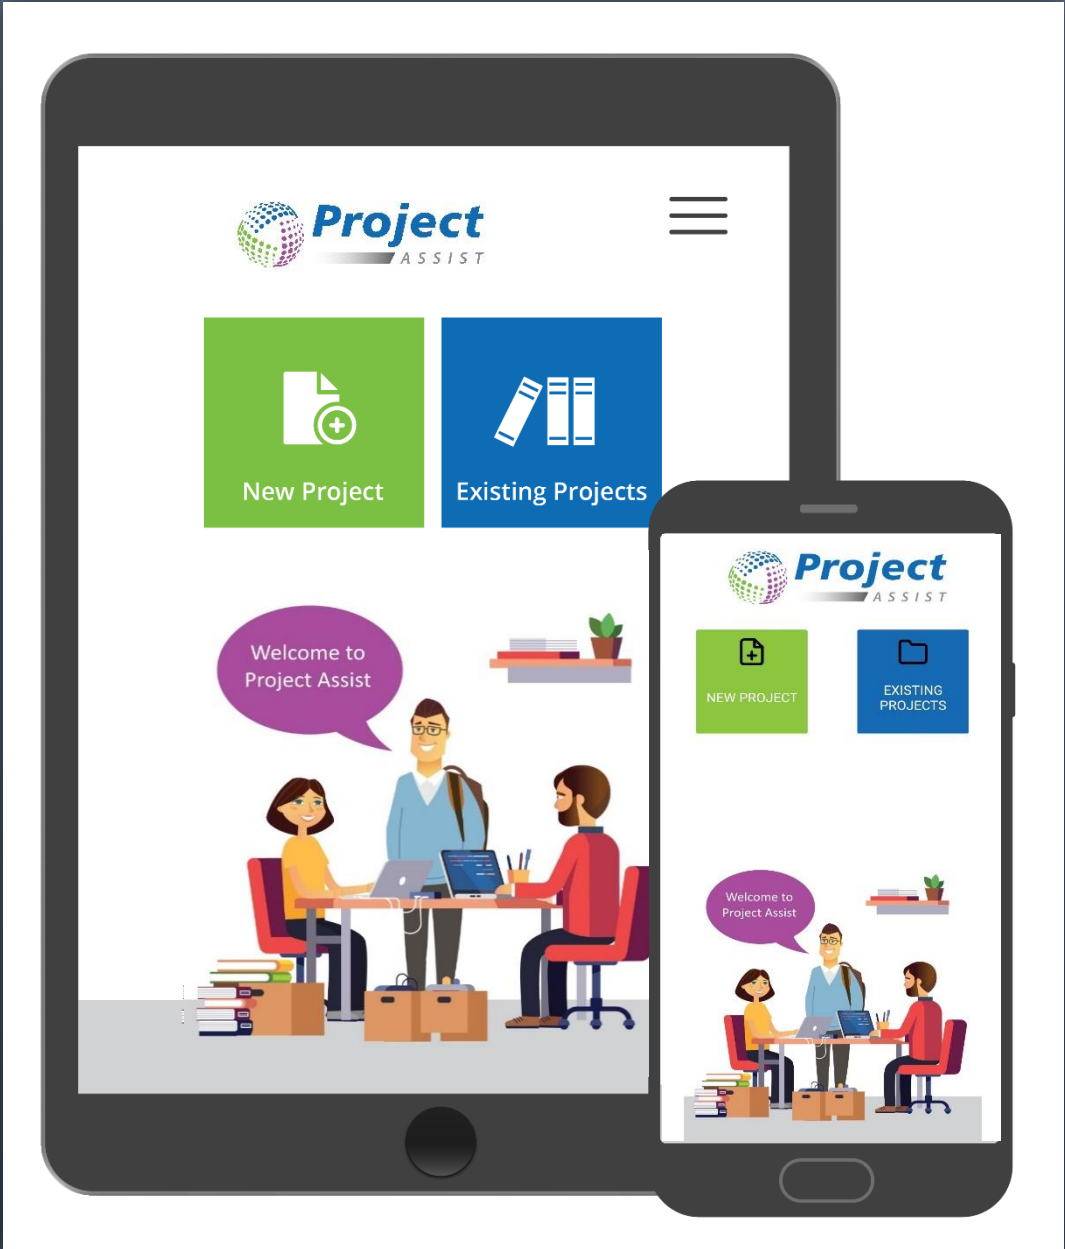 Project
ASSIST
New Project
Existing Projects
Welcome to
Project Assist
Project
ASSIST
NEW PROJECT
EXISTING
PROJECTS
Welcome to
Project Assist